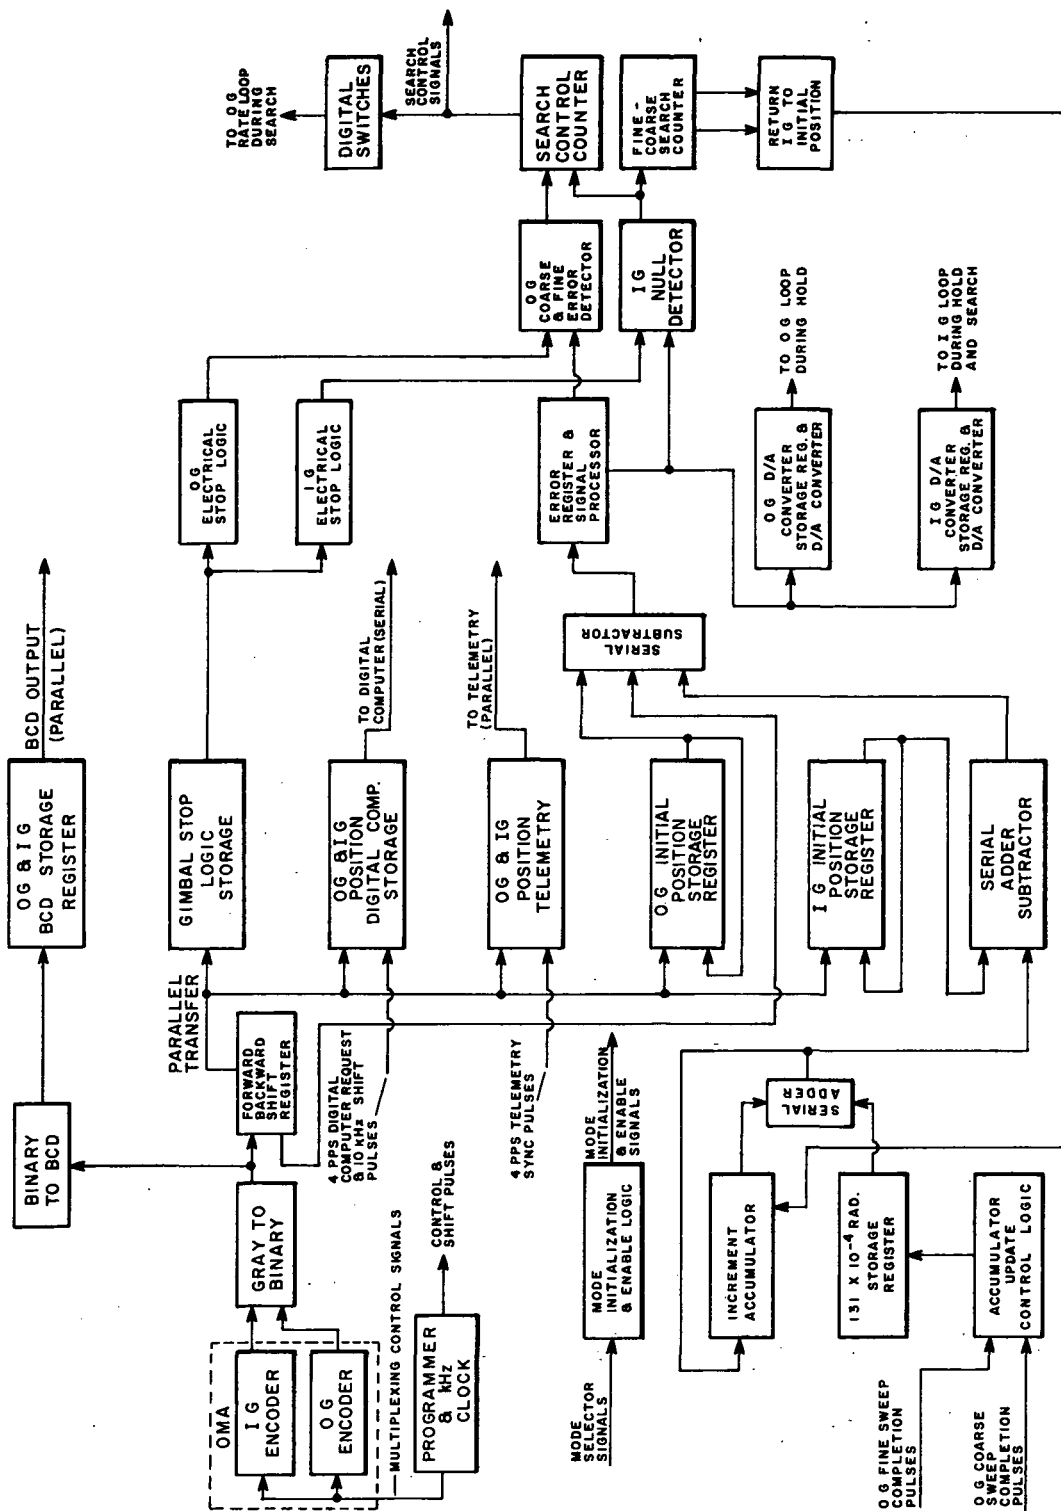 OMA
IG
ENCODER
OG
ENCODER
MULTIPLEXING CONTROL SIGNALS
PROGRAMMER
& kHz
CLOCK
CONTROL &
SHIFT PULSES
GRAY TO
BINARY
BINARY
TO BCD
OG & IG
BCD STORAGE
REGISTER
BCD OUTPUT
(PARALLEL)
FORWARD
BACKWARD
SHIFT
REGISTER
PARALLEL
TRANSFER
GIMBAL STOP
LOGIC
STORAGE
OG
ELECTRICAL
STOP LOGIC
IG
ELECTRICAL
STOP LOGIC
4 PPS DIGITAL
COMPUTER REQUEST
& 10 kHz SHIFT
PULSES
OG & IG
POSITION
DIGITAL COMP.
STORAGE
TO DIGITAL
COMPUTER (SERIAL)
4 PPS TELEMETRY
SYNC PULSES
OG & IG
POSITION
TELEMETRY
TO TELEMETRY
(PARALLEL)
OG INITIAL
POSITION
STORAGE
REGISTER
IG INITIAL
POSITION
STORAGE
REGISTER
SERIAL
ADDER
SUBTRACTOR
SERIAL
SUBTRACTOR
ERROR
REGISTER &
SIGNAL
PROCESSOR
OG
COARSE
& FINE
ERROR
DETECTOR
IG
NULL
DETECTOR
SEARCH
CONTROL
COUNTER
FINE-
COARSE
SEARCH
COUNTER
RETURN
IG TO
INITIAL
POSITION
DIGITAL
SWITCHES
TO OG
RATE LOOP
DURING
SEARCH
SEARCH
CONTROL
SIGNALS
OG D/A
CONVERTER
STORAGE REG. &
D/A CONVERTER
TO OG LOOP
DURING HOLD
IG D/A
CONVERTER
STORAGE REG. &
D/A CONVERTER
TO IG LOOP
DURING HOLD
AND SEARCH
MODE
SELECTOR
SIGNALS
MODE
INITIALIZATION
& ENABLE LOGIC
MODE
INITIALIZATION
& ENABLE
SIGNALS
INCREMENT
ACCUMULATOR
SERIAL
ADDER
131 X 10⁻⁴ RAD.
STORAGE
REGISTER
ACCUMULATOR
UPDATE
CONTROL LOGIC
OG FINE SWEEP
COMPLETION
PULSES
OG COARSE
SWEEP
COMPLETION
PULSES